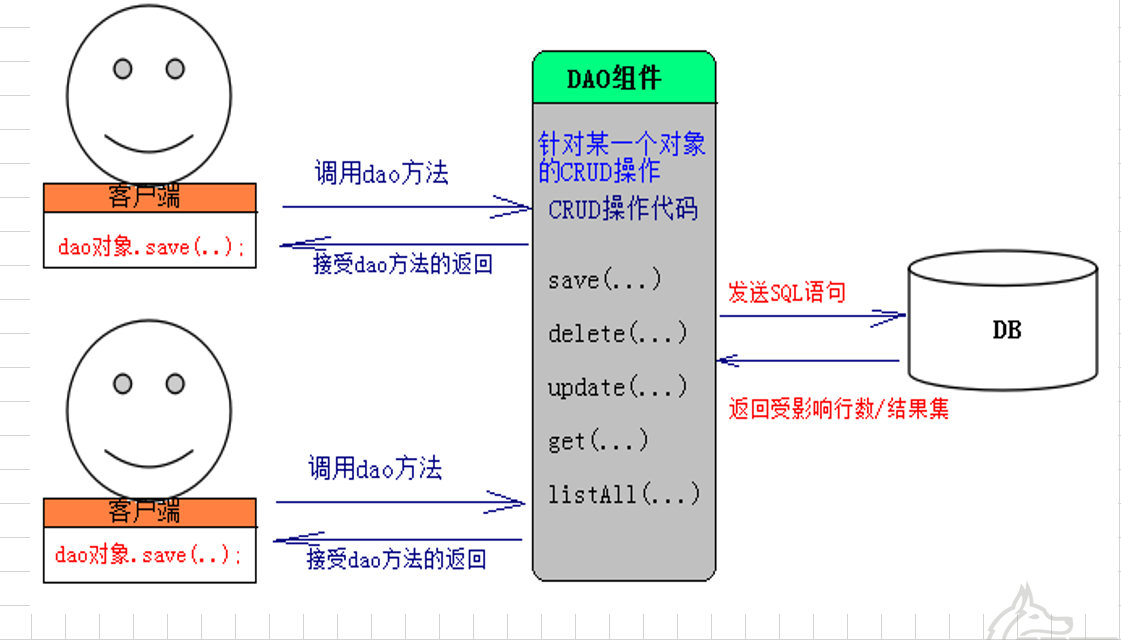 客户端
dao对象.save(..);
调用dao方法
接受dao方法的返回
DAO组件
针对某一个对象
的CRUD操作
CRUD操作代码
save(...)
delete(...)
update(...)
get(...)
listAll(...)
发送SQL语句
返回受影响行数/结果集
DB
客户端
dao对象.save(..);
调用dao方法
接受dao方法的返回